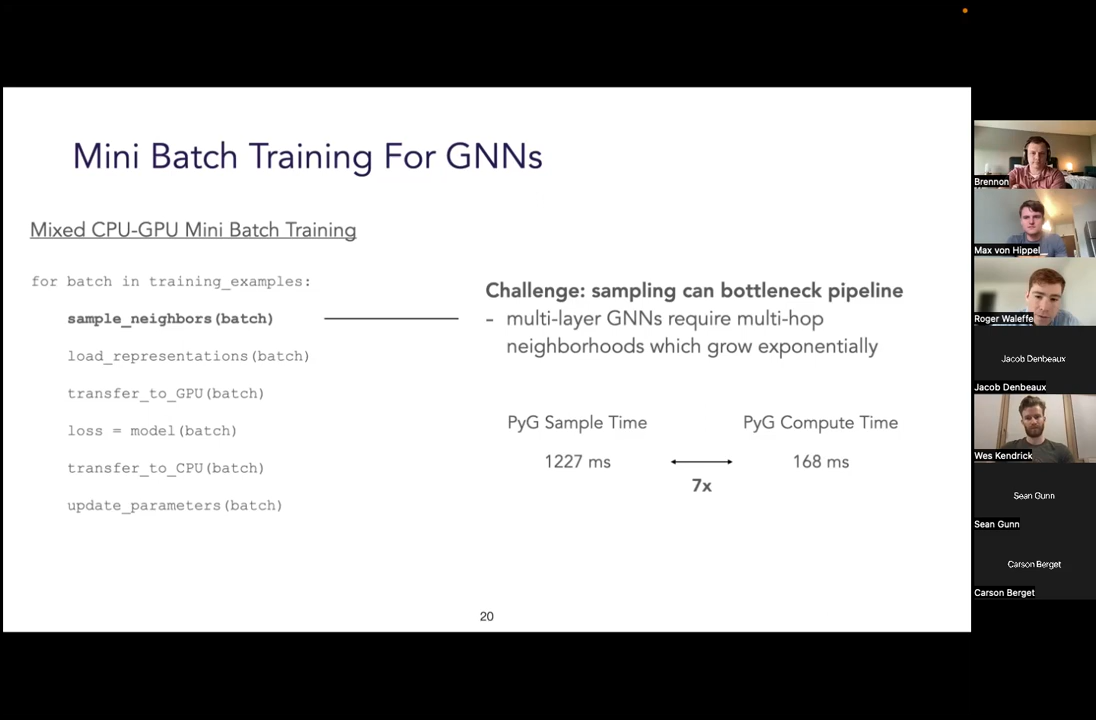 Mini Batch Training For GNNs
Mixed CPU-GPU Mini Batch Training
for batch in training_examples:
sample_neighbors(batch)
load_representations(batch)
transfer_to_GPU(batch)
loss = model(batch)
transfer_to_CPU(batch)
update_parameters(batch)
Challenge: sampling can bottleneck pipeline
- multi-layer GNNs require multi-hop
neighborhoods which grow exponentially
PyG Sample Time
PyG Compute Time
1227 ms
168 ms
7x
20
Brennon
Max von Hippel
Roger Waleffe
Jacob Denbeaux
Jacob Denbeaux
Wes Kendrick
Sean Gunn
Sean Gunn
Carson Berget
Carson Berget